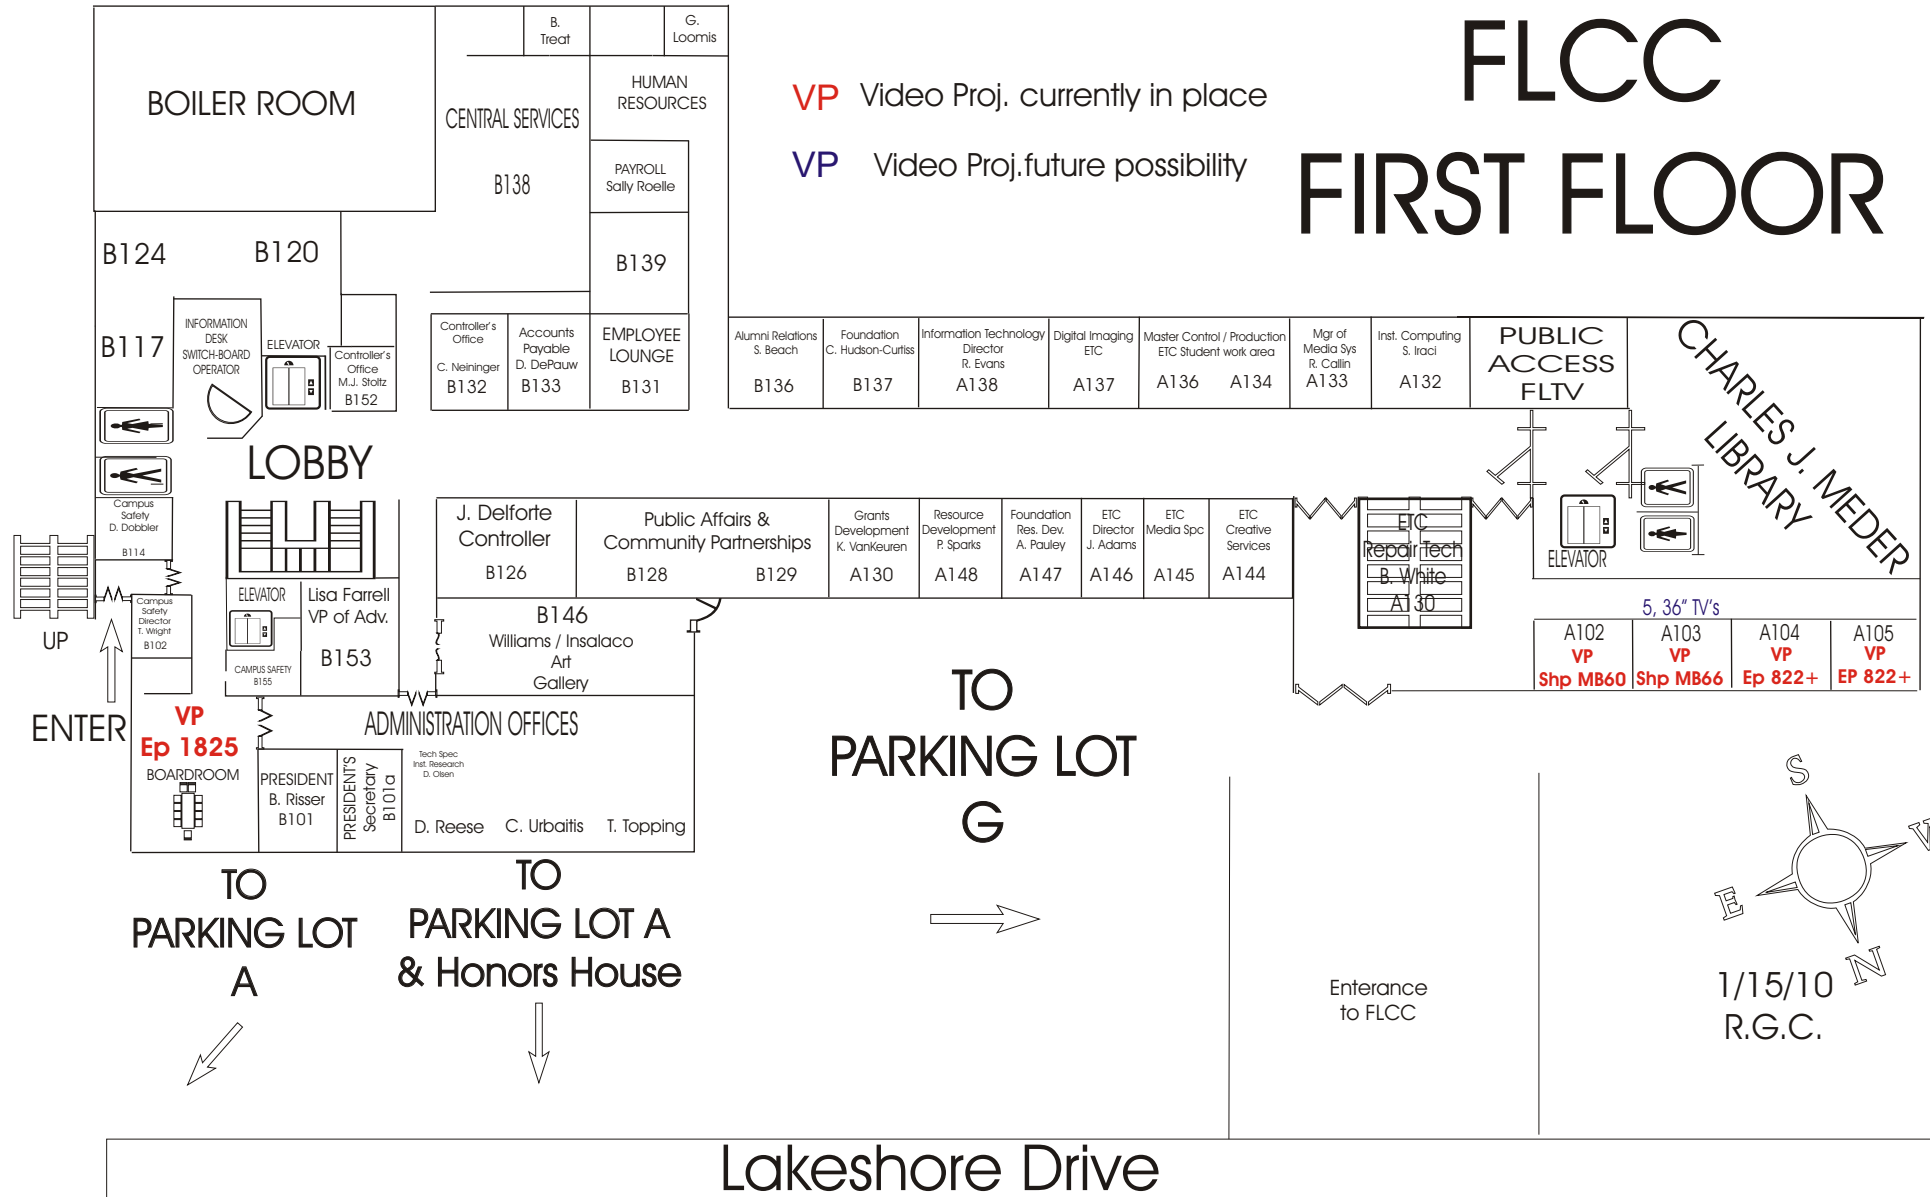 FLCC
FIRST FLOOR
VP Video Proj. currently in place
VP Video Proj.future possibility
B.
Treat
G.
Loomis
BOILER ROOM
CENTRAL SERVICES
B138
HUMAN
RESOURCES
PAYROLL
Sally Roelle
B139
B124
B120
B117
INFORMATION
DESK
SWITCH-BOARD
OPERATOR
ELEVATOR
Controller's
Office
M.J. Stoltz
B152
Controller's
Office
C. Neininger
B132
Accounts
Payable
D. DePauw
B133
EMPLOYEE
LOUNGE
B131
Alumni Relations
S. Beach
B136
Foundation
C. Hudson-Curtiss
B137
Information Technology
Director
R. Evans
A138
Digital Imaging
ETC
A137
Master Control / Production
ETC Student work area
A136 A134
Mgr of
Media Sys
R. Callin
A133
Inst. Computing
S. Iraci
A132
PUBLIC
ACCESS
FLTV
CHARLES J. MEDER
LIBRARY
LOBBY
Campus
Safety
D. Dobbler
B114
J. Delforte
Controller
B126
Public Affairs &
Community Partnerships
B128 B129
Grants
Development
K. VanKeuren
A130
Resource
Development
P. Sparks
A148
Foundation
Res. Dev.
A. Pauley
A147
ETC
Director
J. Adams
A146
ETC
Media Spc
A145
ETC
Creative
Services
A144
ETC
Repair Tech
B. White
A130
ELEVATOR
UP
Campus
Safety
Director
T. Wright
B102
ELEVATOR
CAMPUS SAFETY
B155
Lisa Farrell
VP of Adv.
B153
B146
Williams / Insalaco
Art
Gallery
5, 36" TV's
A102
VP
Shp MB60
A103
VP
Shp MB66
A104
VP
Ep 822+
A105
VP
EP 822+
ENTER
VP
Ep 1825
BOARDROOM
ADMINISTRATION OFFICES
PRESIDENT
B. Risser
B101
PRESIDENT'S
Secretary
B101a
Tech Spec
Inst. Research
D. Olsen
D. Reese C. Urbaitis T. Topping
TO
PARKING LOT
G
TO
PARKING LOT
A
TO
PARKING LOT A
& Honors House
Enterance
to FLCC
S
W
E
N
1/15/10
R.G.C.
Lakeshore Drive